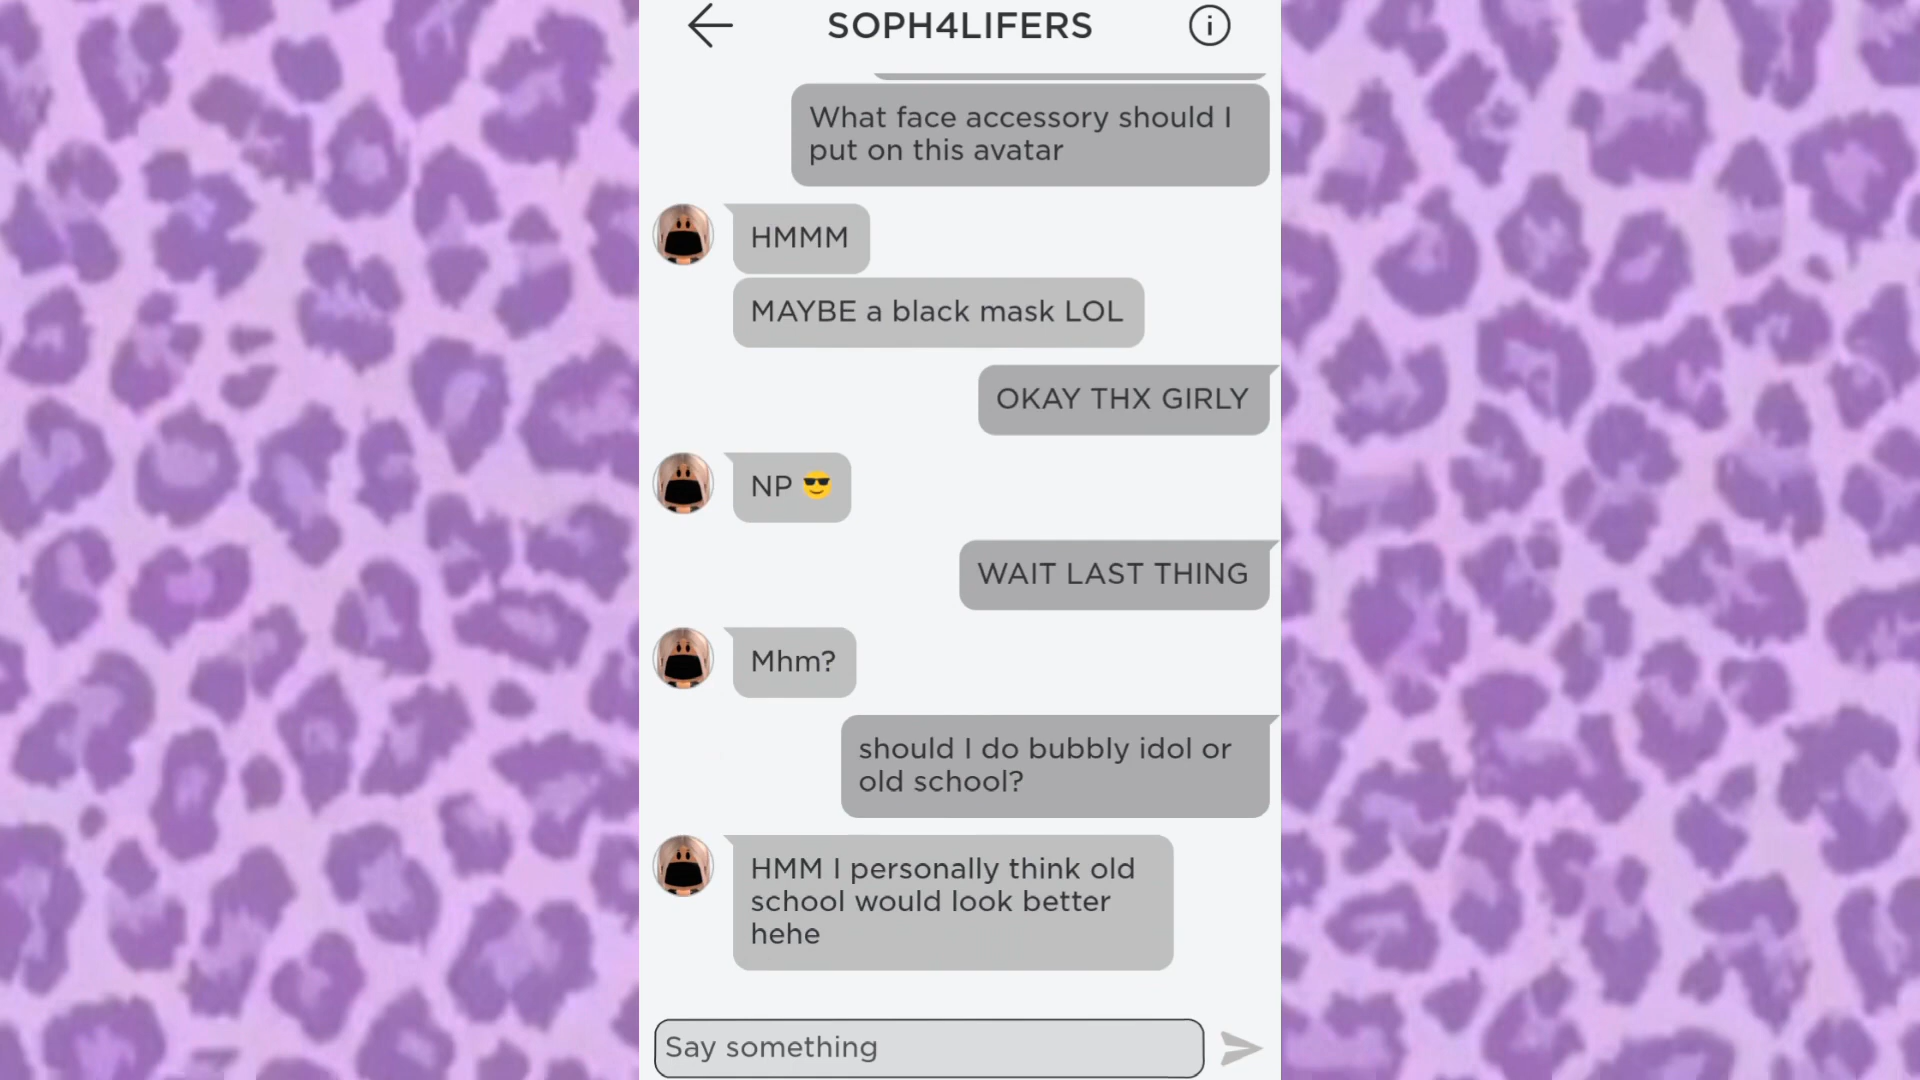 SOPH4LIFERS
What face accessory should I
put on this avatar
HMMM
MAYBE a black mask LOL
OKAY THX GIRLY
NP 😎
WAIT LAST THING
Mhm?
should I do bubbly idol or
old school?
HMM I personally think old
school would look better
hehe
Say something